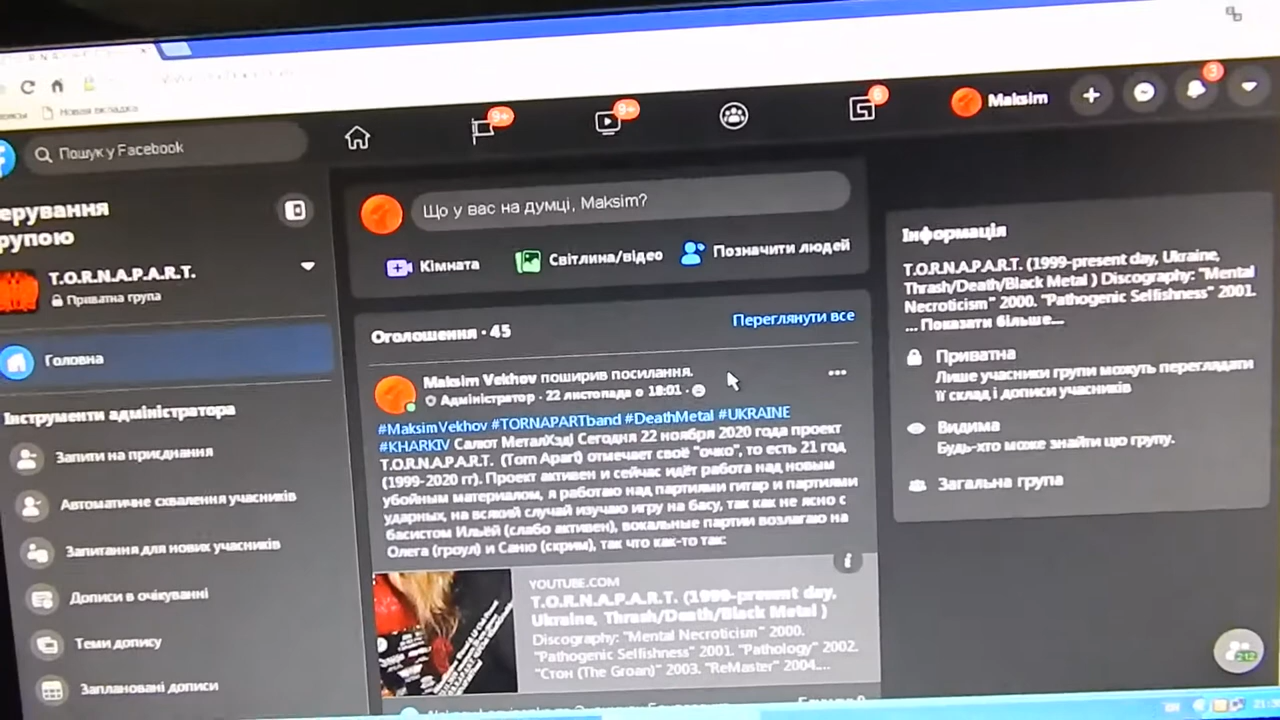 Новая вкладка
Пошук у Facebook
9+
9+
6
Maksim
3
ерування
рупою
T.O.R.N.A.P.A.R.T.
Приватна група
Головна
Інструменти адміністратора
Запити на приєднання
Автоматичне схвалення учасників
Запитання для нових учасників
Дописи в очікуванні
Теми допису
Заплановані дописи
Що у вас на думці, Maksim?
Кімната
Світлина/відео
Позначити людей
Оголошення · 45
Переглянути все
Maksim Vekhov поширив посилання.
Адміністратор · 22 листопада о 18:01 ·
#MaksimVekhov #TORNAPARTband #DeathMetal #UKRAINE
#KHARKIV Салют МеталХэд! Сегодня 22 ноября 2020 года проект
T.O.R.N.A.P.A.R.T. (Torn Apart) отмечает своё "очко", то есть 21 год
(1999-2020 гг). Проект активен и сейчас идёт работа над новым
убойным материалом, я работаю над партиями гитар и партиями
ударных, на всякий случай изучаю игру на басу, так как не ясно с
басистом Ильёй (слабо активен), вокальные партии возлагаю на
Олега (гроул) и Саню (скрим), так что как-то так:
YOUTUBE.COM
T.O.R.N.A.P.A.R.T. (1999-present day,
Ukraine, Thrash/Death/Black Metal )
Discography: "Mental Necroticism" 2000.
"Pathogenic Selfishness" 2001. "Pathology" 2002.
"Стон (The Groan)" 2003. "ReMaster" 2004....
Інформація
T.O.R.N.A.P.A.R.T. (1999-present day, Ukraine,
Thrash/Death/Black Metal ) Discography: "Mental
Necroticism" 2000. "Pathogenic Selfishness" 2001.
... Показати більше...
Приватна
Лише учасники групи можуть переглядати
її склад і дописи учасників
Видима
Будь-хто може знайти цю групу.
Загальна група
212